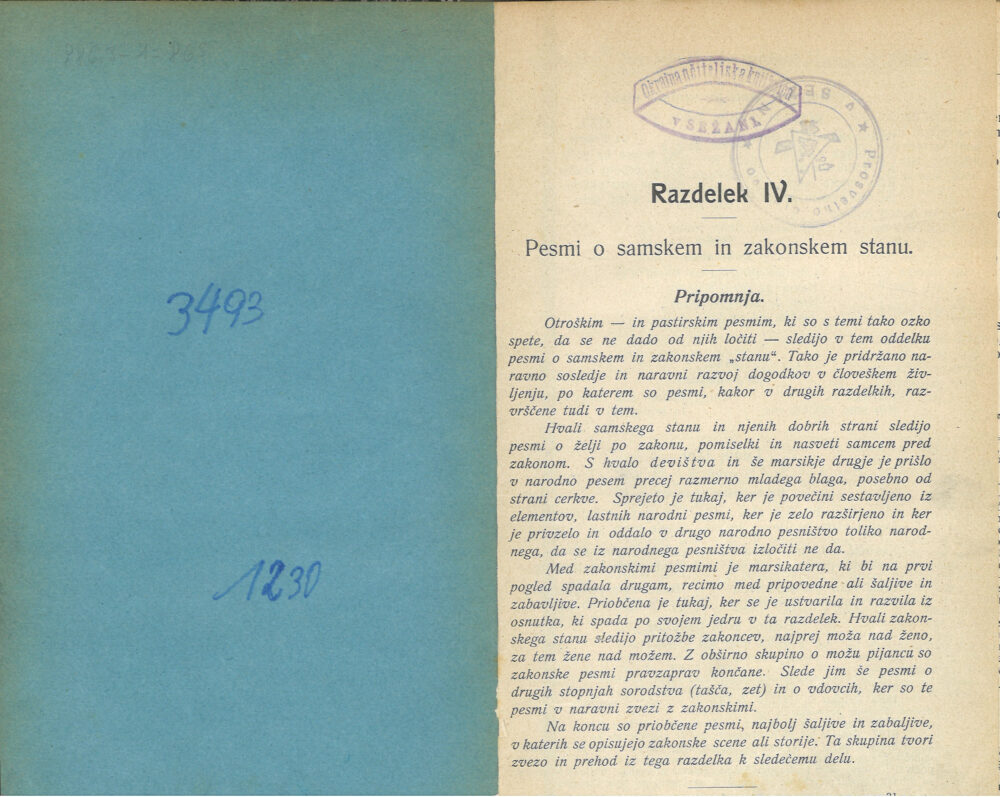 3493
1230
Okrajna učiteljska knjižnica
v SEŽANI
Razdelek IV.
Pesmi o samskem in zakonskem stanu.
Pripomnja.
Otroškim — in pastirskim pesmim, ki so s temi tako ozko
spete, da se ne dado od njih ločiti — sledijo v tem oddelku
pesmi o samskem in zakonskem „stanu“. Tako je pridržano na-
ravno sosledje in naravni razvoj dogodkov v človeškem živ-
ljenju, po katerem so pesmi, kakor v drugih razdelkih, raz-
vrščene tudi v tem.
Hvali samskega stanu in njenih dobrih strani sledijo
pesmi o želji po zakonu, pomiselki in nasveti samcem pred
zakonom. S hvalo devištva in še marsikje drugje je prišlo
v narodno pesem precej razmerno mladega blaga, posebno od
strani cerkve. Sprejeto je tukaj, ker je povečini sestavljeno iz
elementov, lastnih narodni pesmi, ker je zelo razširjeno in ker
je privzelo in oddalo v drugo narodno pesništvo toliko narod-
nega, da se iz narodnega pesništva izločiti ne da.
Med zakonskimi pesmimi je marsikatera, ki bi na prvi
pogled spadala drugam, recimo med pripovedne ali šaljive in
zabavljive. Priobčena je tukaj, ker se je ustvarila in razvila iz
osnutka, ki spada po svojem jedru v ta razdelek. Hvali zakon-
skega stanu sledijo pritožbe zakoncev, najprej moža nad ženo,
za tem žene nad možem. Z obširno skupino o možu pijancu so
zakonske pesmi pravzaprav končane. Slede jim še pesmi o
drugih stopnjah sorodstva (tašča, zet) in o vdovcih, ker so te
pesmi v naravni zvezi z zakonskimi.
Na koncu so priobčene pesmi, najbolj šaljive in zabaljive,
v katerih se opisujejo zakonske scene ali storije. Ta skupina tvori
zvezo in prehod iz tega razdelka k sledečemu delu.